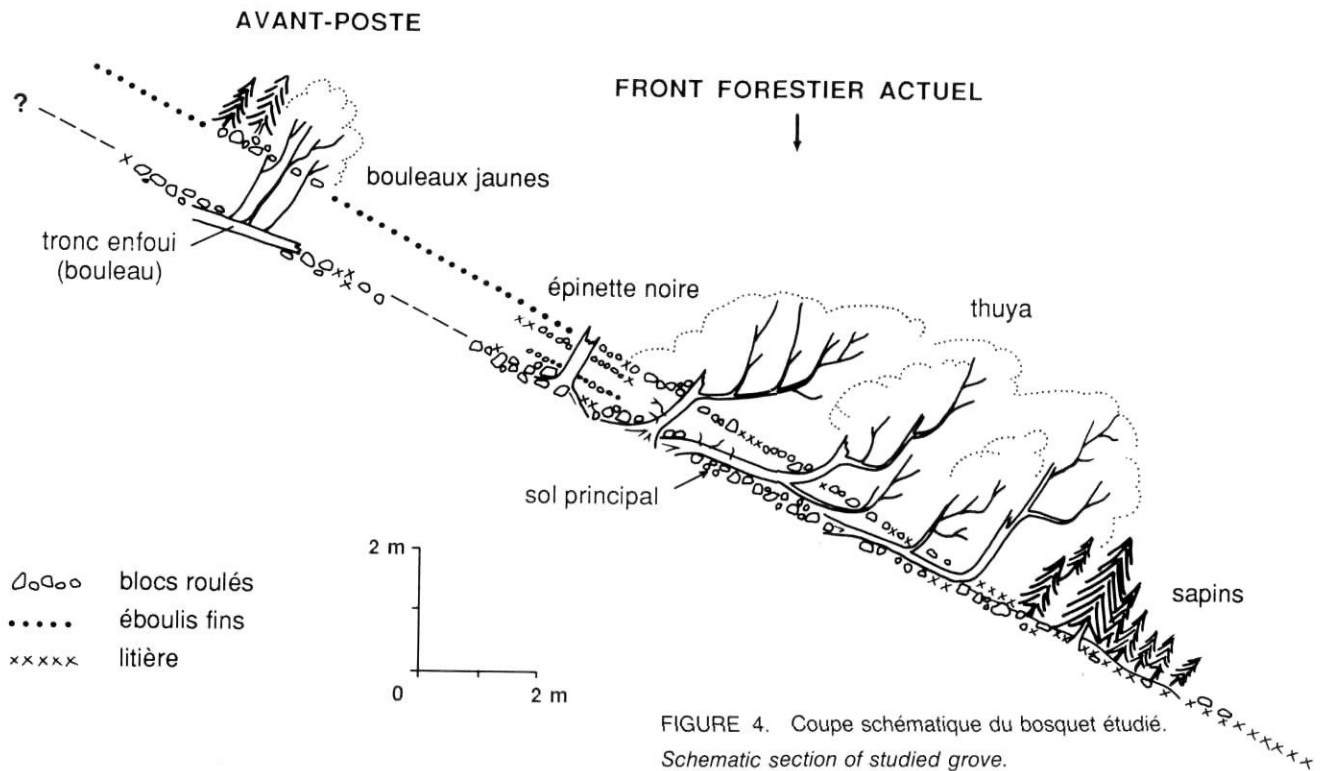 AVANT-POSTE
FRONT FORESTIER ACTUEL
?
bouleaux jaunes
tronc enfoui
(bouleau)
épinette noire
thuya
sol principal
sapins
blocs roulés
éboulis fins
litière
2 m
0
2 m
FIGURE 4. Coupe schématique du bosquet étudié.
Schematic section of studied grove.